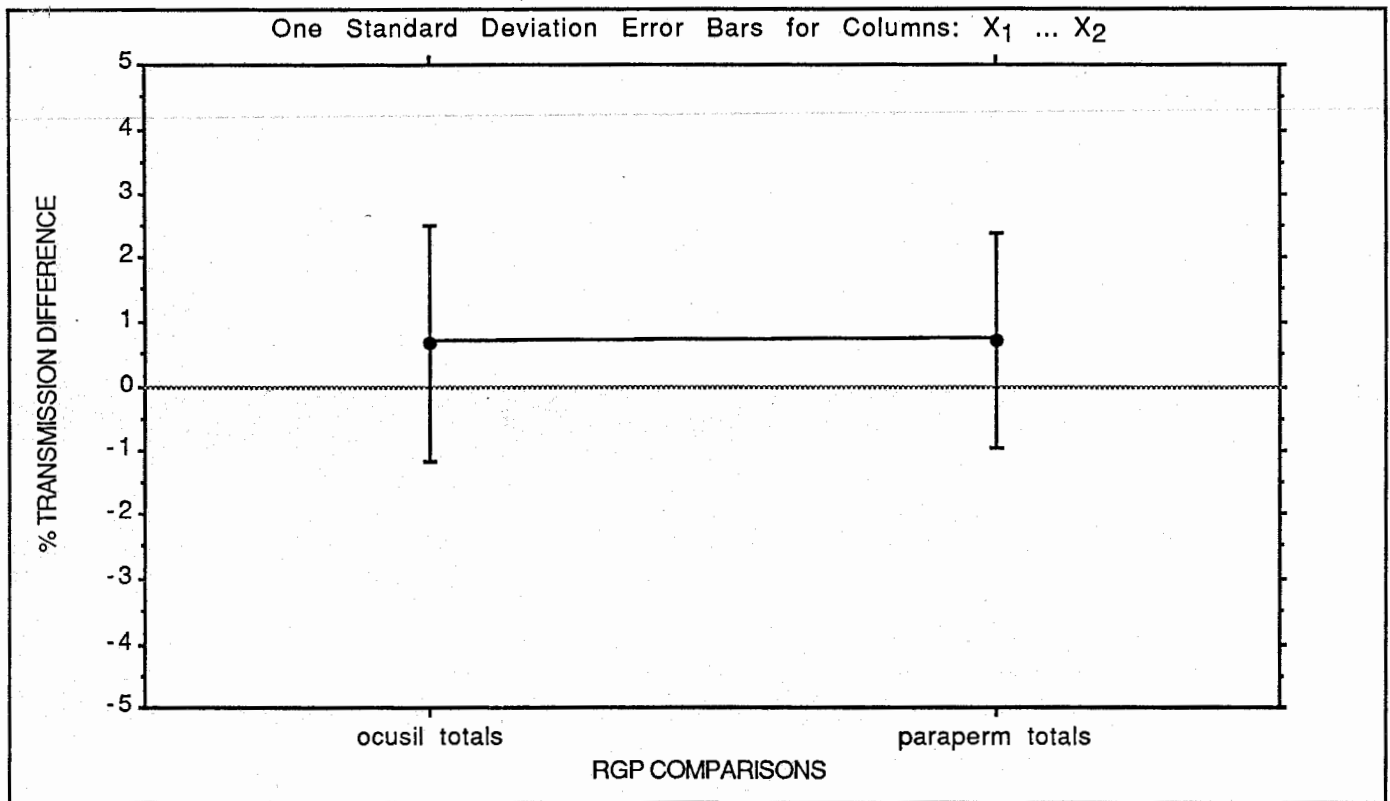 One Standard Deviation Error Bars for Columns: X₁ ... X₂
5
4
3
2
1
0
-1
-2
-3
-4
-5
% TRANSMISSION DIFFERENCE
ocusil totals
paraperm totals
RGP COMPARISONS